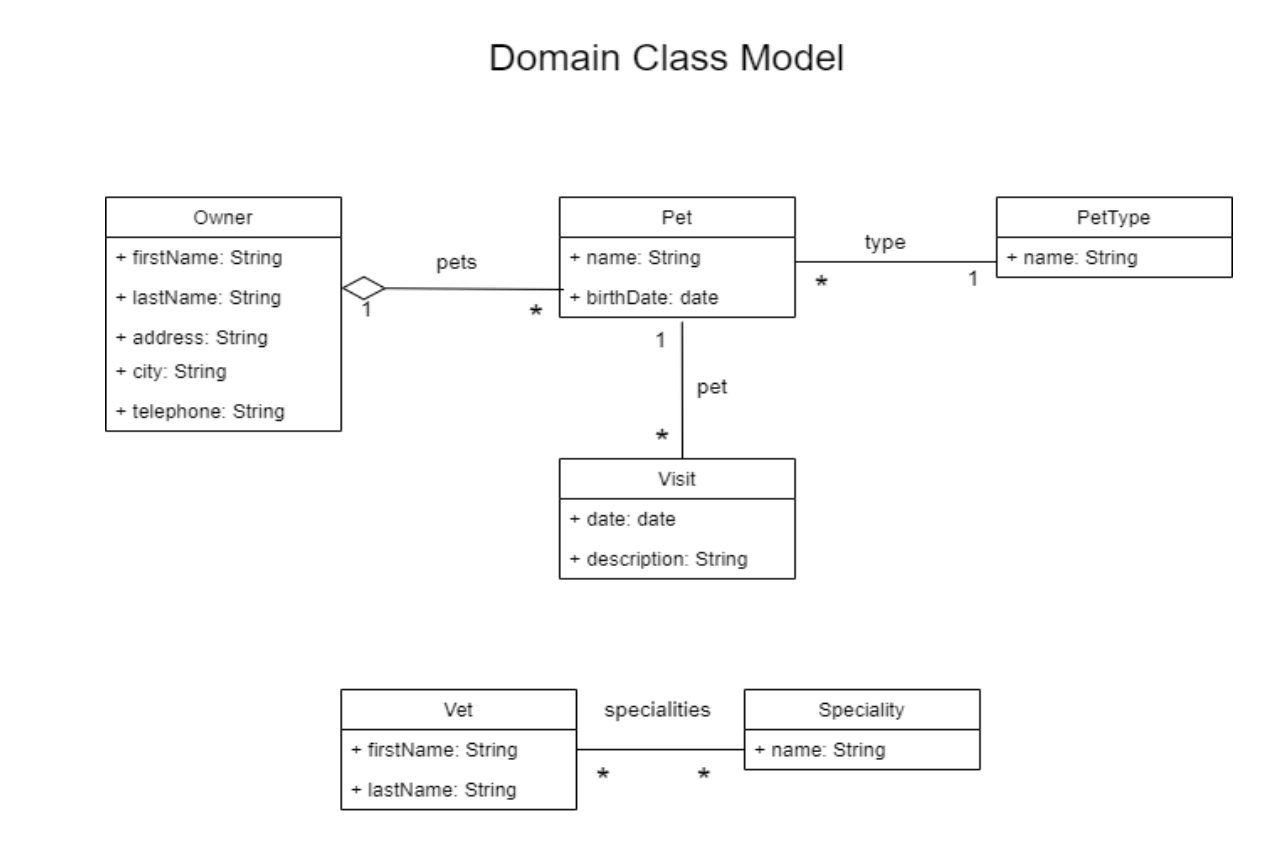 Domain Class Model
Owner
+ firstName: String
+ lastName: String
+ address: String
+ city: String
+ telephone: String
pets
1
*
Pet
+ name: String
+ birthDate: date
type
*
1
PetType
+ name: String
1
pet
*
Visit
+ date: date
+ description: String
Vet
+ firstName: String
+ lastName: String
specialities
*
*
Speciality
+ name: String